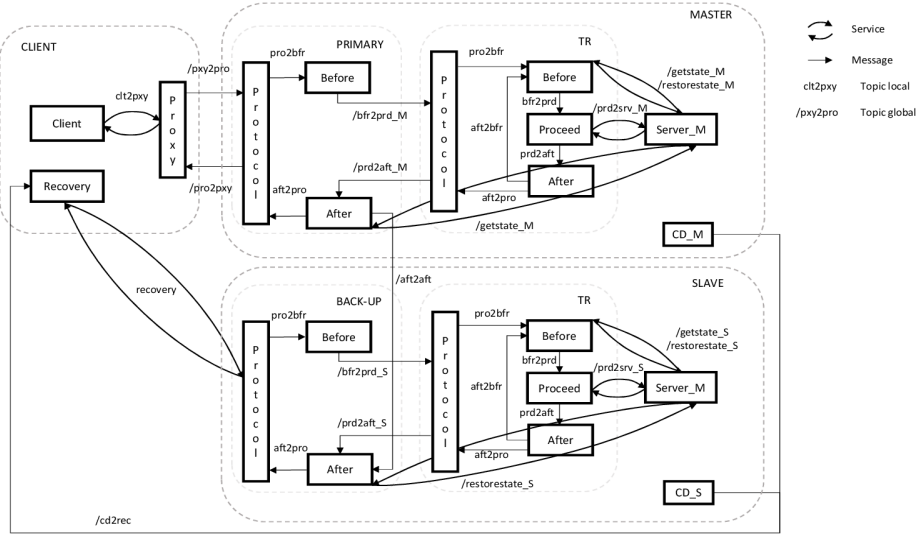 MASTER
CLIENT
PRIMARY
TR
Service
Message
clt2pxy Topic local
/pxy2pro Topic global
/pxy2pro
pro2bfr
Before
/bfr2prd_M
clt2pxy
Client
Proxy
Protocol
/pro2pxy
/prd2aft_M
aft2pro
After
Recovery
Protocol
pro2bfr
Before
bfr2prd
aft2bfr
Proceed
/prd2srv_M
prd2aft
After
aft2pro
/getstate_M
/restorestate_M
Server_M
/getstate_M
CD_M
/aft2aft
recovery
SLAVE
BACK-UP
TR
pro2bfr
Before
/bfr2prd_S
Protocol
/prd2aft_S
aft2pro
After
Protocol
pro2bfr
Before
bfr2prd
aft2bfr
Proceed
/prd2srv_S
prd2aft
After
aft2pro
/getstate_S
/restorestate_S
Server_M
/restorestate_S
CD_S
/cd2rec